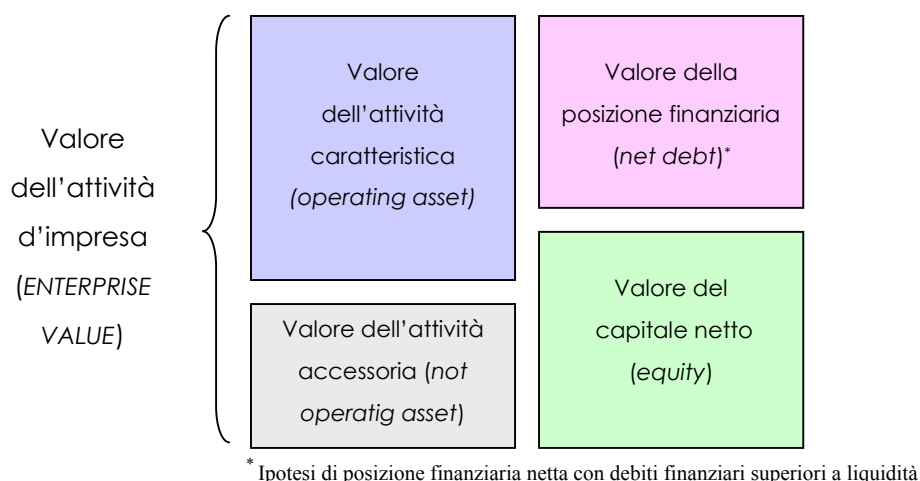 Valore
dell'attività
d'impresa
(ENTERPRISE
VALUE)
Valore
dell'attività
caratteristica
(operating asset)
Valore dell'attività
accessoria (not
operatig asset)
Valore della
posizione finanziaria
(net debt)*
Valore del
capitale netto
(equity)
* Ipotesi di posizione finanziaria netta con debiti finanziari superiori a liquidità